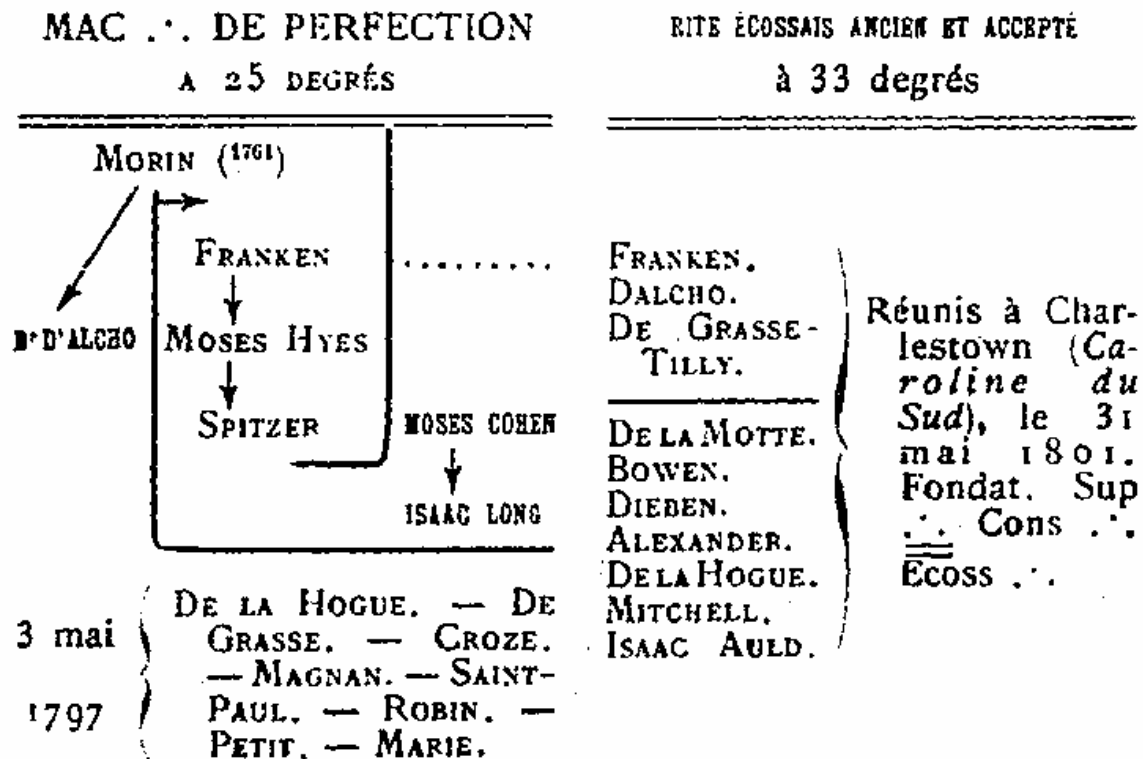 MAC ∴ DE PERFECTION
A 25 DEGRÉS
MORIN (1761)
FRANKEN
..........
Dr D'ALCHO
MOSES HYES
SPITZER
MOSES COHEN
ISAAC LONG
3 mai
1797
DE LA HOGUE. — DE
GRASSE. — CROZE.
— MAGNAN. — SAINT-
PAUL. — ROBIN. —
PETIT. — MARIE.
RITE ÉCOSSAIS ANCIEN ET ACCEPTÉ
à 33 degrés
FRANKEN.
DALCHO.
DE GRASSE-
TILLY.
DE LA MOTTE.
BOWEN.
DIEBEN.
ALEXANDER.
DE LA HOGUE.
MITCHELL.
ISAAC AULD.
Réunis à Char-
lestown (Ca-
roline du
Sud), le 31
mai 1801.
Fondat. Sup
∴ Cons ∴
Ecoss ∴